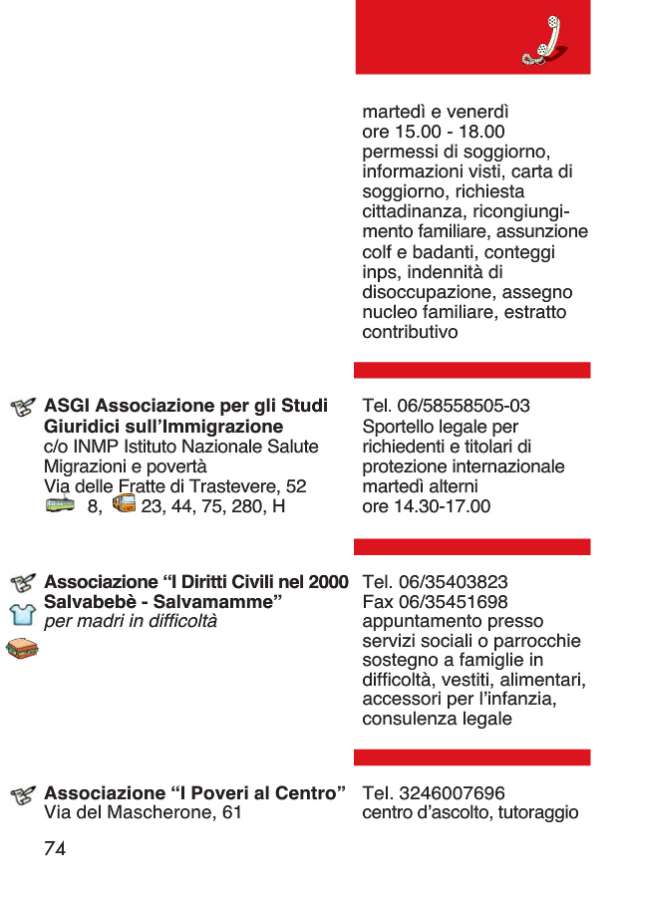 martedì e venerdì
ore 15.00 - 18.00
permessi di soggiorno,
informazioni visti, carta di
soggiorno, richiesta
cittadinanza, ricongiungi-
mento familiare, assunzione
colf e badanti, conteggi
inps, indennità di
disoccupazione, assegno
nucleo familiare, estratto
contributivo
ASGI Associazione per gli Studi
Giuridici sull'Immigrazione
c/o INMP Istituto Nazionale Salute
Migrazioni e povertà
Via delle Fratte di Trastevere, 52
8, 23, 44, 75, 280, H
Tel. 06/58558505-03
Sportello legale per
richiedenti e titolari di
protezione internazionale
martedì alterni
ore 14.30-17.00
Associazione "I Diritti Civili nel 2000
Salvabebè - Salvamamme"
per madri in difficoltà
Tel. 06/35403823
Fax 06/35451698
appuntamento presso
servizi sociali o parrocchie
sostegno a famiglie in
difficoltà, vestiti, alimentari,
accessori per l'infanzia,
consulenza legale
Associazione "I Poveri al Centro"
Via del Mascherone, 61
Tel. 3246007696
centro d'ascolto, tutoraggio
74